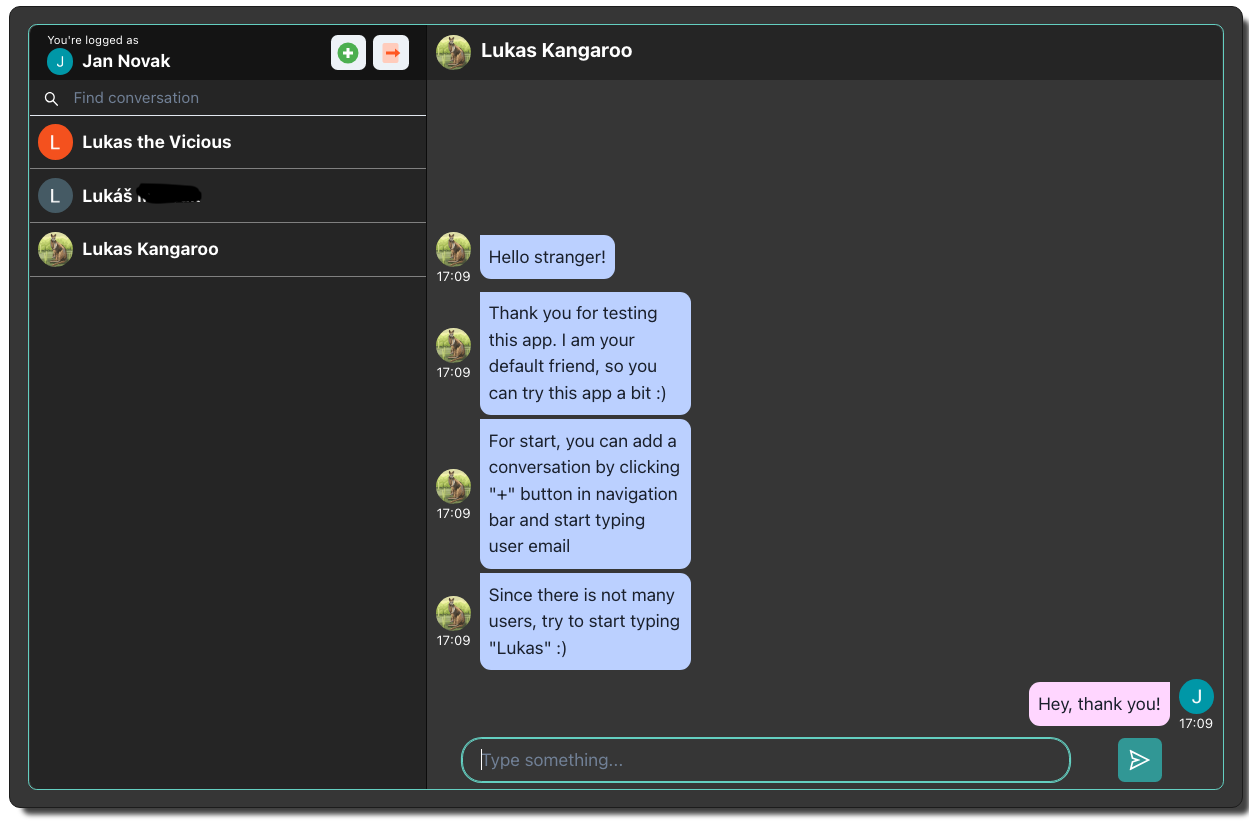 You're logged as
J
Jan Novak
Find conversation
L
Lukas the Vicious
L
Lukáš
Lukas Kangaroo
Lukas Kangaroo
Hello stranger!
17:09
Thank you for testing
this app. I am your
default friend, so you
can try this app a bit :)
17:09
For start, you can add a
conversation by clicking
"+" button in navigation
bar and start typing
user email
17:09
Since there is not many
users, try to start typing
"Lukas" :)
17:09
Hey, thank you!
J
17:09
Type something...